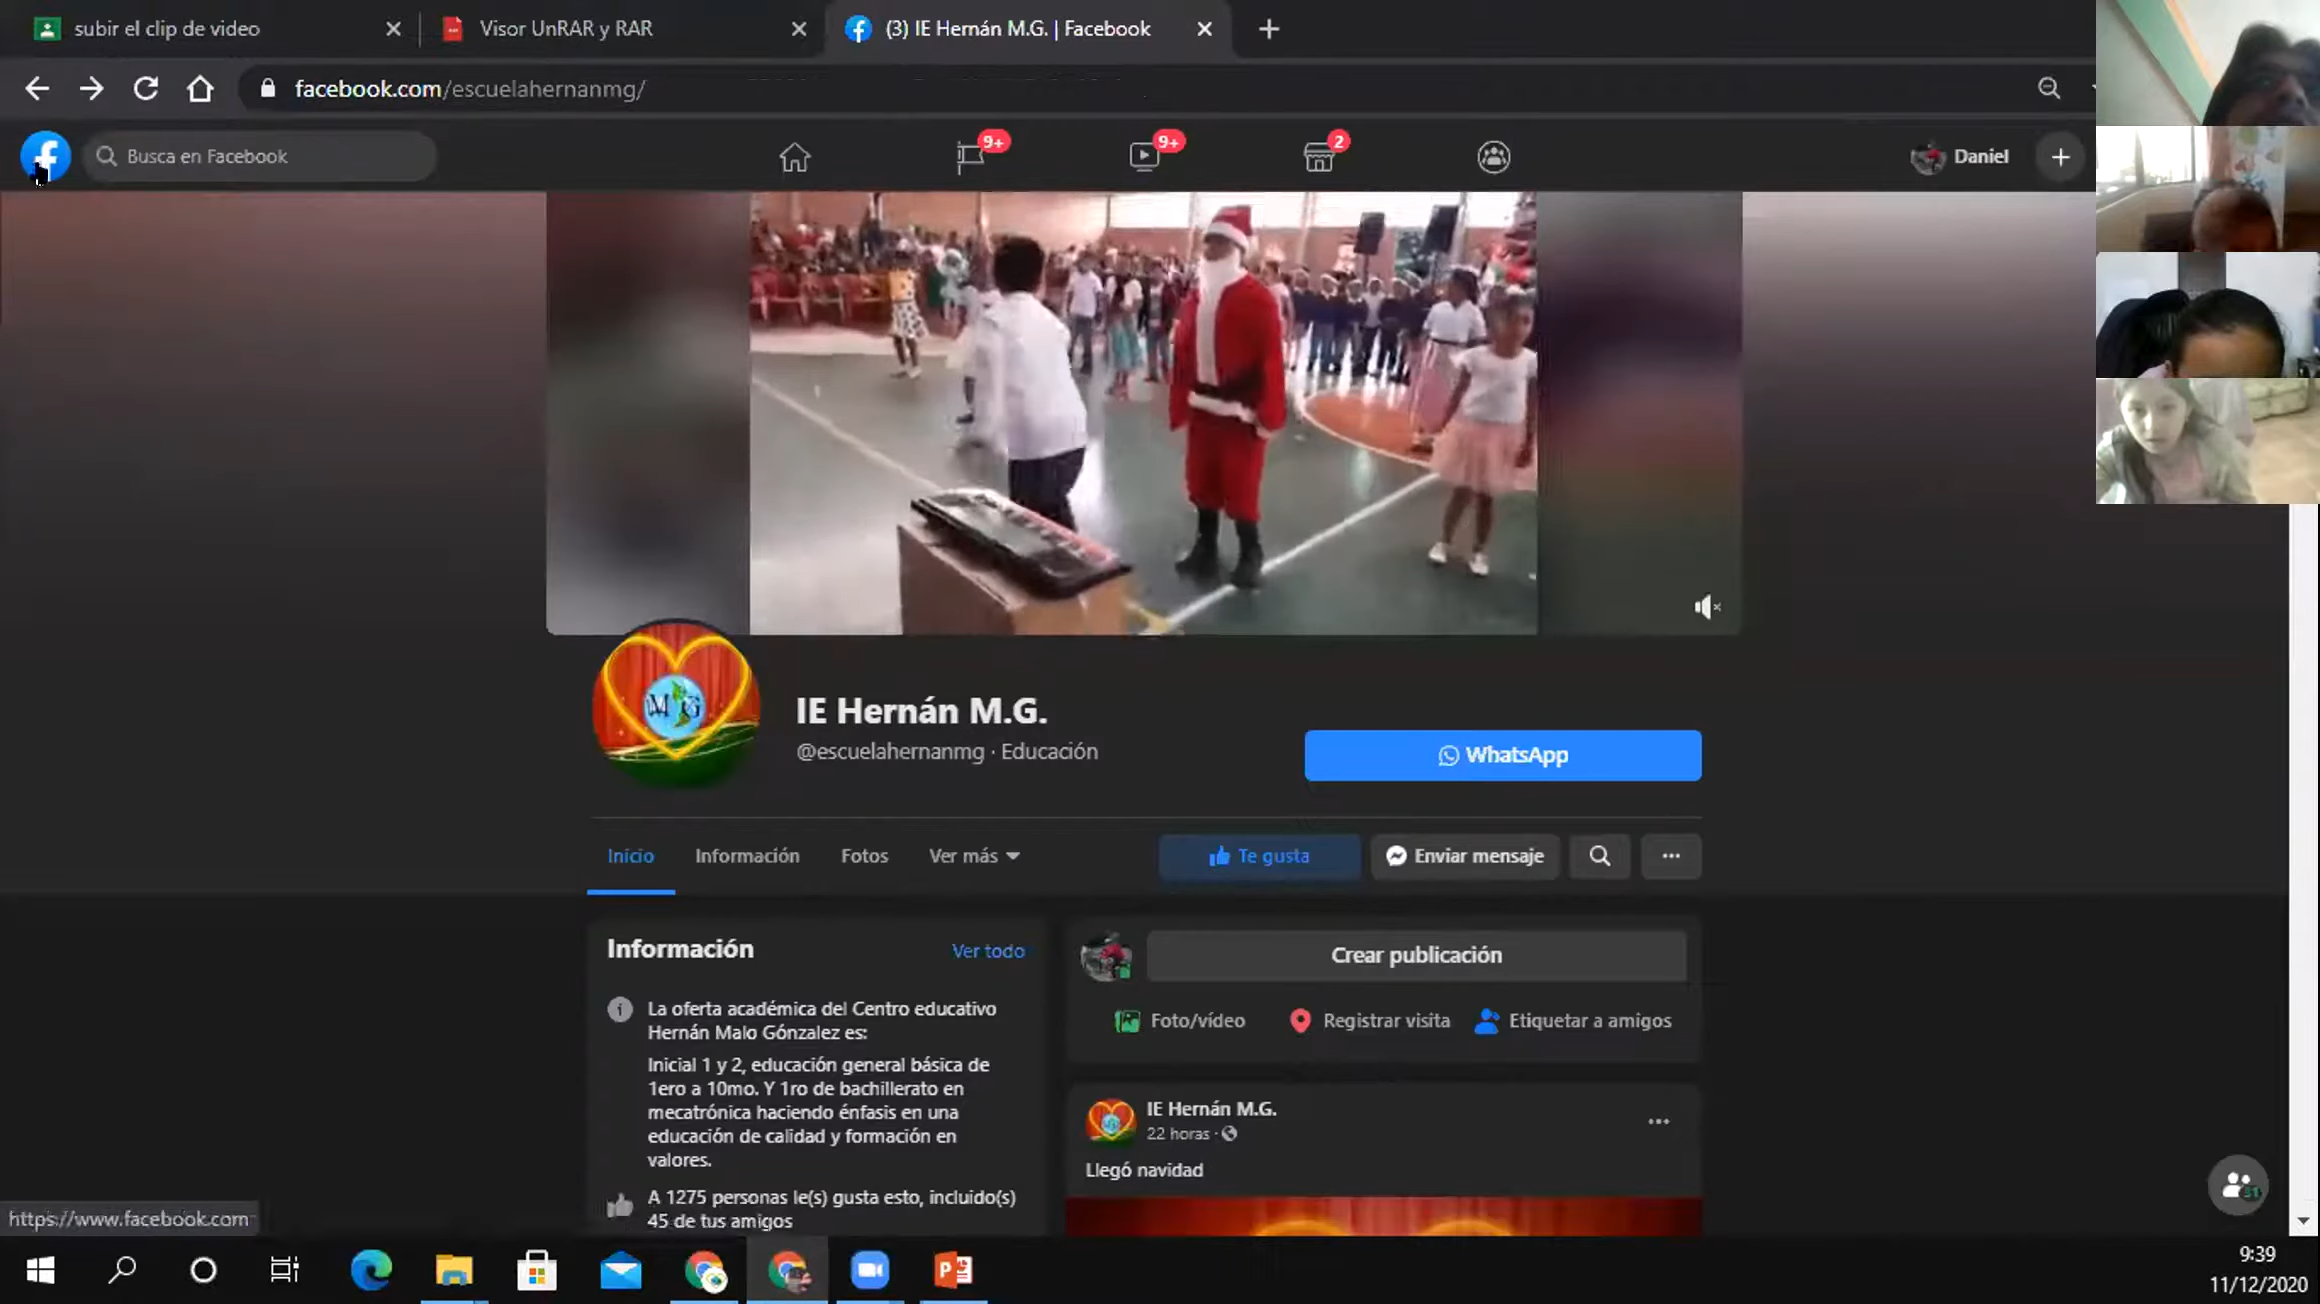 subir el clip de video
Visor UnRAR y RAR
(3) IE Hernán M.G. | Facebook
facebook.com/escuelahernanmg/
Busca en Facebook
9+
9+
2
Daniel
M G
IE Hernán M.G.
@escuelahernanmg · Educación
WhatsApp
Inicio
Información
Fotos
Ver más
Te gusta
Enviar mensaje
Información
Ver todo
La oferta académica del Centro educativo
Hernán Malo Gónzalez es:
Inicial 1 y 2, educación general básica de
1ero a 10mo. Y 1ro de bachillerato en
mecatrónica haciendo énfasis en una
educación de calidad y formación en
valores.
A 1275 personas le(s) gusta esto, incluido(s)
45 de tus amigos
Crear publicación
Foto/vídeo
Registrar visita
Etiquetar a amigos
IE Hernán M.G.
22 horas ·
Llegó navidad
31
https://www.facebook.com
9:39
11/12/2020